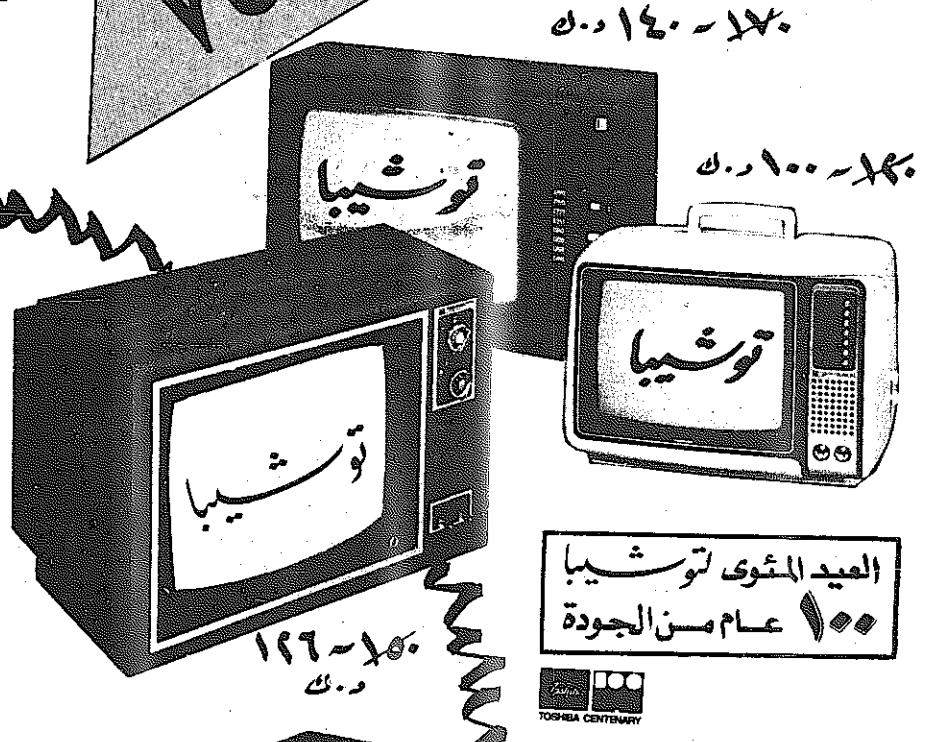 ١٧٠ ~ ١٤٠ د.ك
١٢٠ ~ ١٠٠ د.ك
توشيبا
توشيبا
توشيبا
١٥٠ ~ ١٢٦
د.ك
العيد المئوى لتوشيبا
١٠٠ عام من الجودة
TOSHIBA CENTENARY